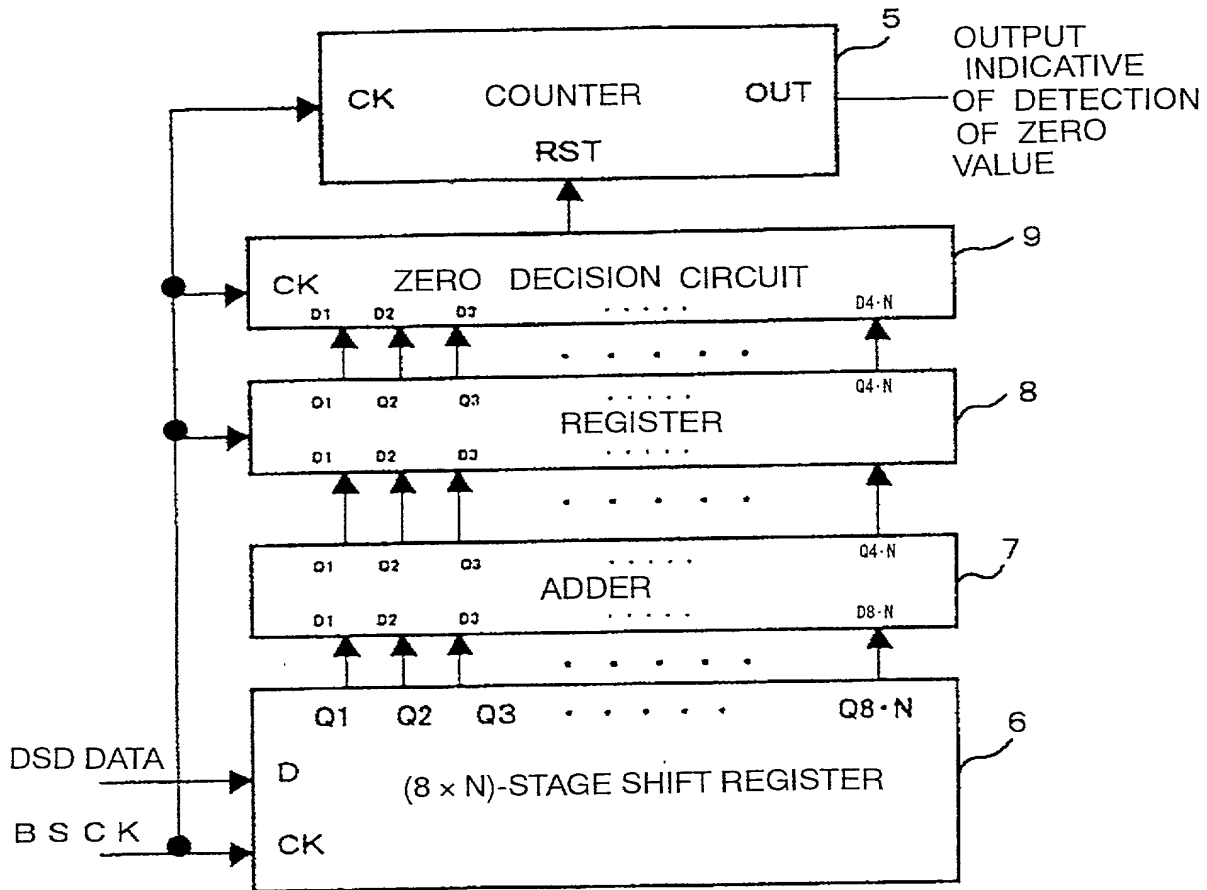 5
OUTPUT
INDICATIVE
OF DETECTION
OF ZERO
VALUE
CK COUNTER OUT
RST
9
CK ZERO DECISION CIRCUIT
D1 D2 D3 · · · · · D4·N
· · · · ·
8
Q1 Q2 Q3 · · · · · Q4·N
REGISTER
D1 D2 D3 · · · · ·
· · · · ·
7
Q1 Q2 Q3 · · · · · Q4·N
ADDER
D1 D2 D3 · · · · · D8·N
· · · · ·
6
Q1 Q2 Q3 · · · · · Q8·N
DSD DATA D
(8 × N)-STAGE SHIFT REGISTER
B S C K CK